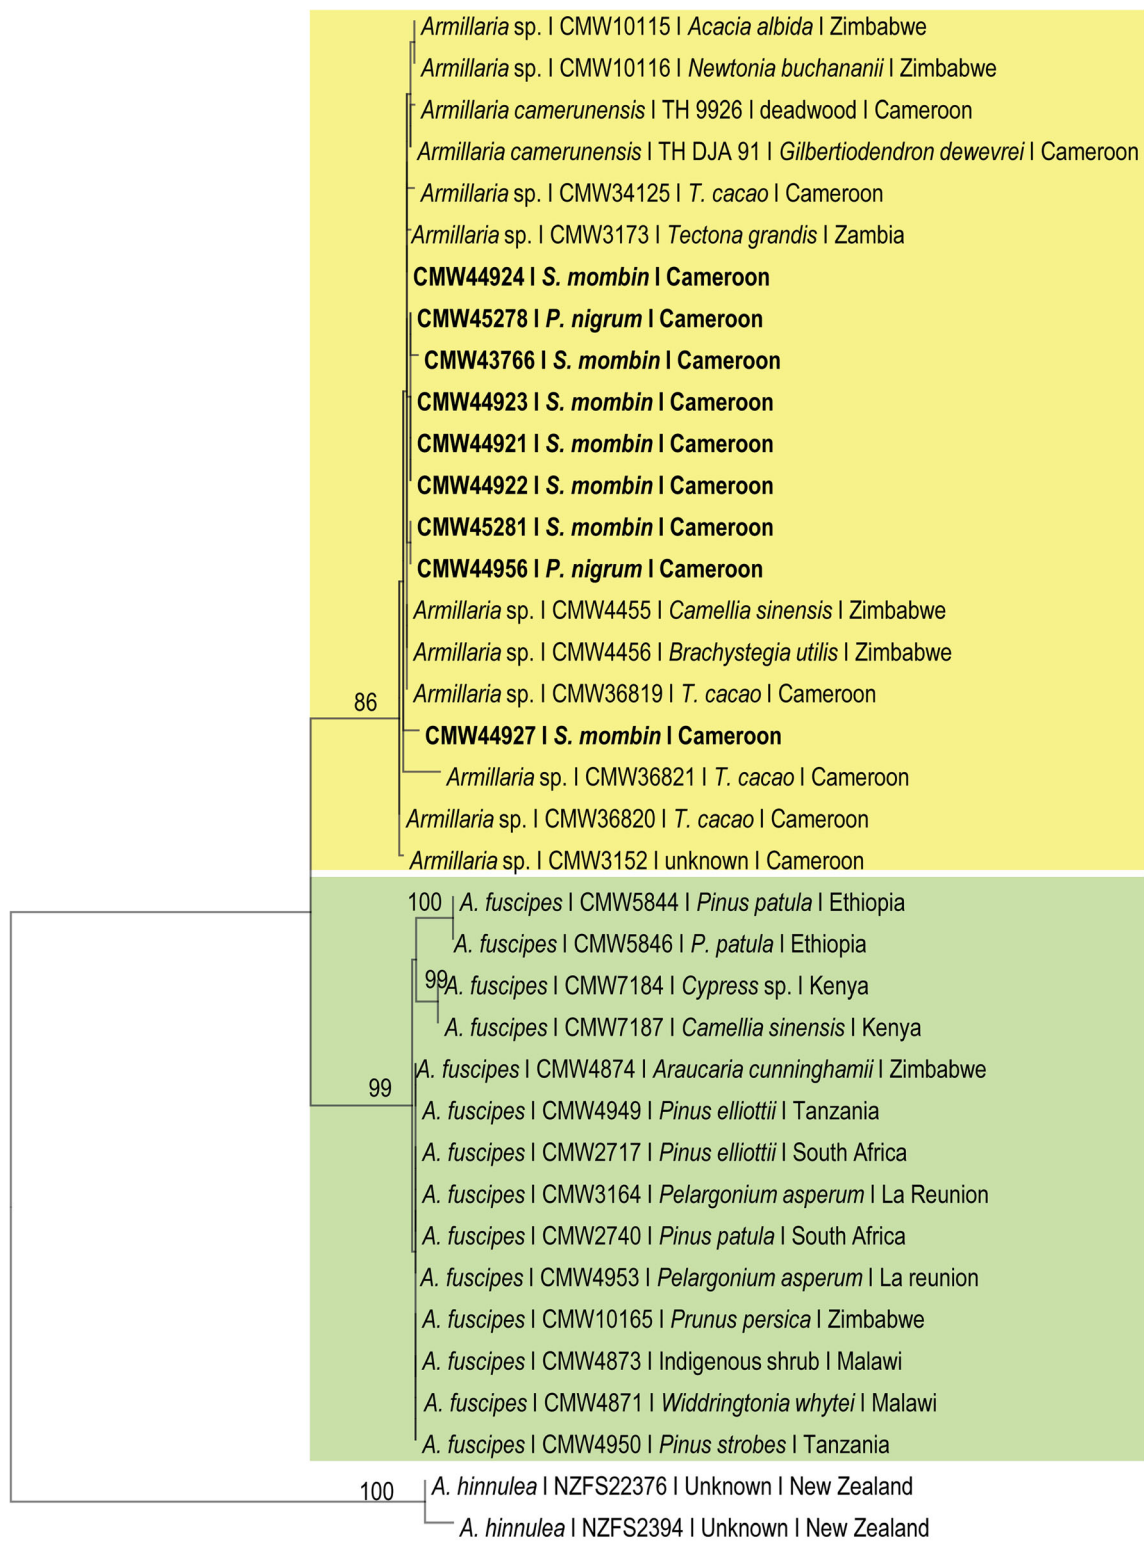 Armillaria sp. I CMW10115 I Acacia albida I Zimbabwe
Armillaria sp. I CMW10116 I Newtonia buchananii I Zimbabwe
Armillaria camerunensis I TH 9926 I deadwood I Cameroon
Armillaria camerunensis I TH DJA 91 I Gilbertiodendron dewevrei I Cameroon
Armillaria sp. I CMW34125 I T. cacao I Cameroon
Armillaria sp. I CMW3173 I Tectona grandis I Zambia
CMW44924 I S. mombin I Cameroon
CMW45278 I P. nigrum I Cameroon
CMW43766 I S. mombin I Cameroon
CMW44923 I S. mombin I Cameroon
CMW44921 I S. mombin I Cameroon
CMW44922 I S. mombin I Cameroon
CMW45281 I S. mombin I Cameroon
CMW44956 I P. nigrum I Cameroon
Armillaria sp. I CMW4455 I Camellia sinensis I Zimbabwe
Armillaria sp. I CMW4456 I Brachystegia utilis I Zimbabwe
Armillaria sp. I CMW36819 I T. cacao I Cameroon
86
CMW44927 I S. mombin I Cameroon
Armillaria sp. I CMW36821 I T. cacao I Cameroon
Armillaria sp. I CMW36820 I T. cacao I Cameroon
Armillaria sp. I CMW3152 I unknown I Cameroon
100 A. fuscipes I CMW5844 I Pinus patula I Ethiopia
A. fuscipes I CMW5846 I P. patula I Ethiopia
99 A. fuscipes I CMW7184 I Cypress sp. I Kenya
A. fuscipes I CMW7187 I Camellia sinensis I Kenya
A. fuscipes I CMW4874 I Araucaria cunninghamii I Zimbabwe
99
A. fuscipes I CMW4949 I Pinus elliottii I Tanzania
A. fuscipes I CMW2717 I Pinus elliottii I South Africa
A. fuscipes I CMW3164 I Pelargonium asperum I La Reunion
A. fuscipes I CMW2740 I Pinus patula I South Africa
A. fuscipes I CMW4953 I Pelargonium asperum I La reunion
A. fuscipes I CMW10165 I Prunus persica I Zimbabwe
A. fuscipes I CMW4873 I Indigenous shrub I Malawi
A. fuscipes I CMW4871 I Widdringtonia whytei I Malawi
A. fuscipes I CMW4950 I Pinus strobes I Tanzania
100 A. hinnulea I NZFS22376 I Unknown I New Zealand
A. hinnulea I NZFS2394 I Unknown I New Zealand